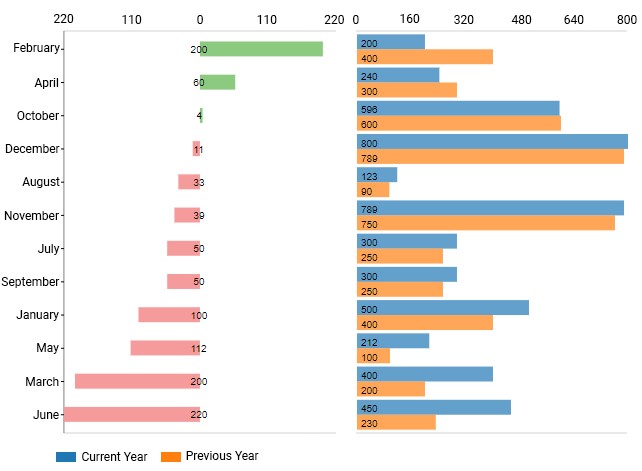 220 110 0 110 220 0 160 320 480 640 800
February 200 200
400
April 60 240
300
October 4 596
600
December 11 800
789
August 33 123
90
November 39 789
750
July 50 300
250
September 50 300
250
January 100 500
400
May 112 212
100
March 200 400
200
June 220 450
230
Current Year Previous Year